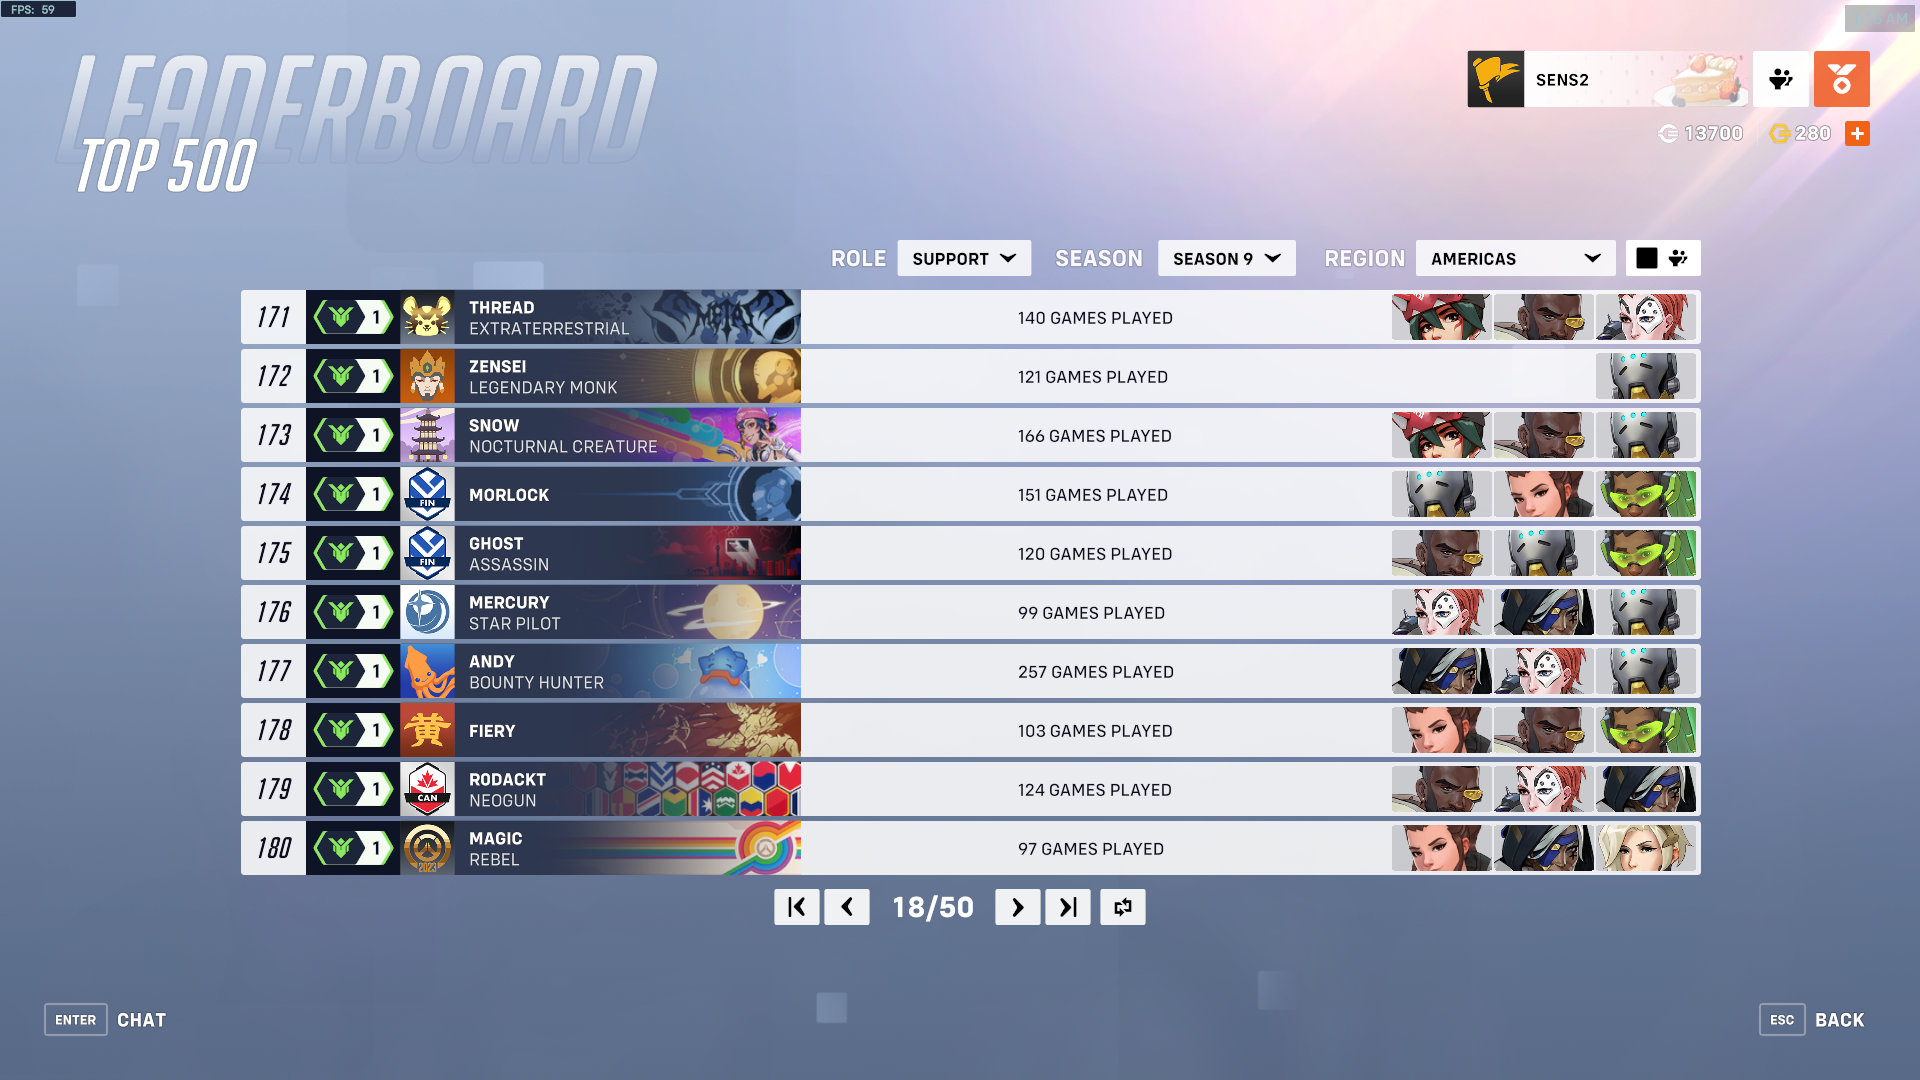 FPS: 59
LEADERBOARD
TOP 500
SENS2
13700 280
ROLE SUPPORT SEASON SEASON 9 REGION AMERICAS
171 1 THREAD EXTRATERRESTRIAL METAL 140 GAMES PLAYED
172 1 ZENSEI LEGENDARY MONK 121 GAMES PLAYED
173 1 SNOW NOCTURNAL CREATURE 166 GAMES PLAYED
174 1 FIN MORLOCK 151 GAMES PLAYED
175 1 FIN GHOST ASSASSIN 120 GAMES PLAYED
176 1 MERCURY STAR PILOT 99 GAMES PLAYED
177 1 ANDY BOUNTY HUNTER 257 GAMES PLAYED
178 1 黄 FIERY 103 GAMES PLAYED
179 1 CAN RODACKT NEOGUN 124 GAMES PLAYED
180 1 2023 MAGIC REBEL 97 GAMES PLAYED
18/50
ENTER CHAT
ESC BACK